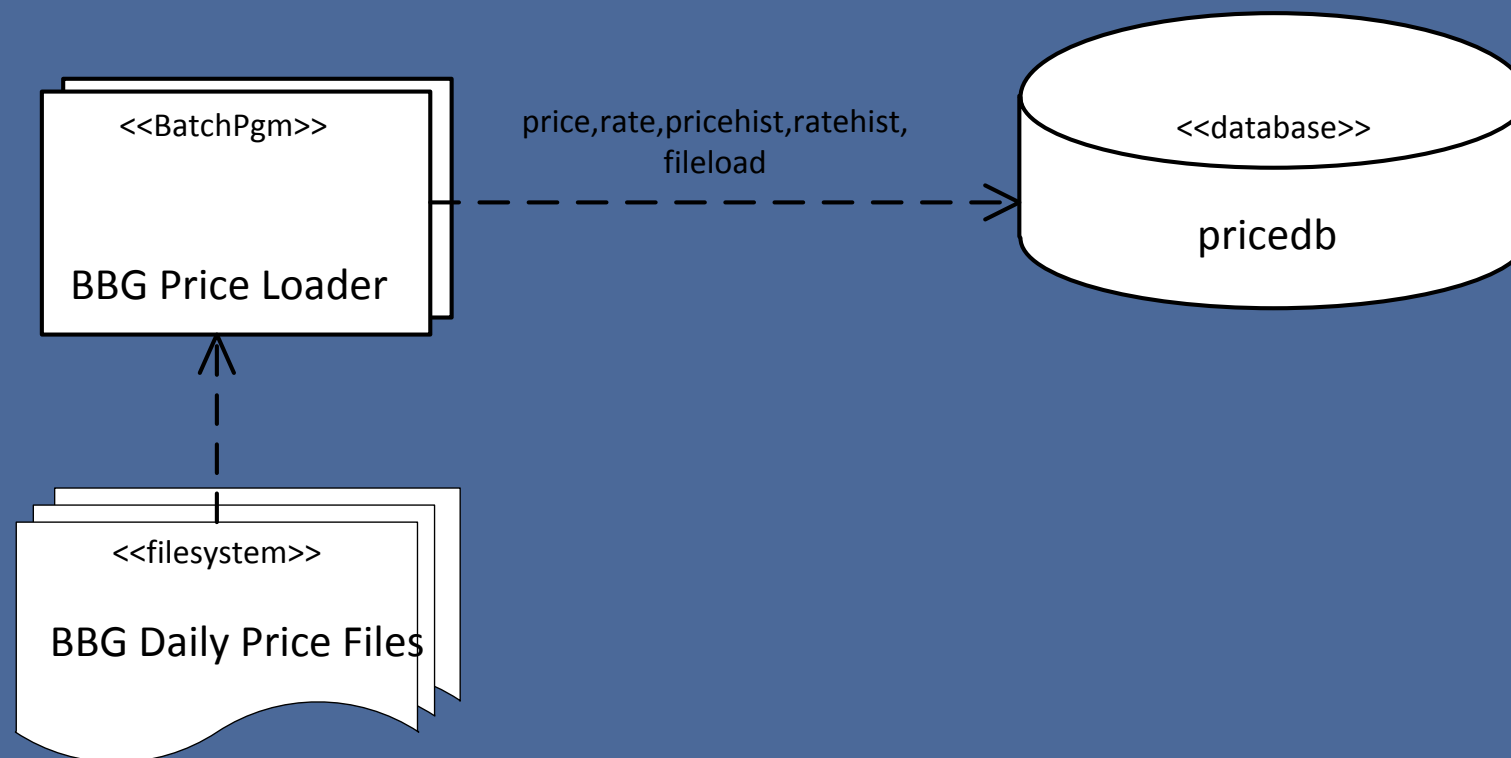 <<BatchPgm>>
BBG Price Loader
price,rate,pricehist,ratehist,
fileload
<<database>>
pricedb
<<filesystem>>
BBG Daily Price Files